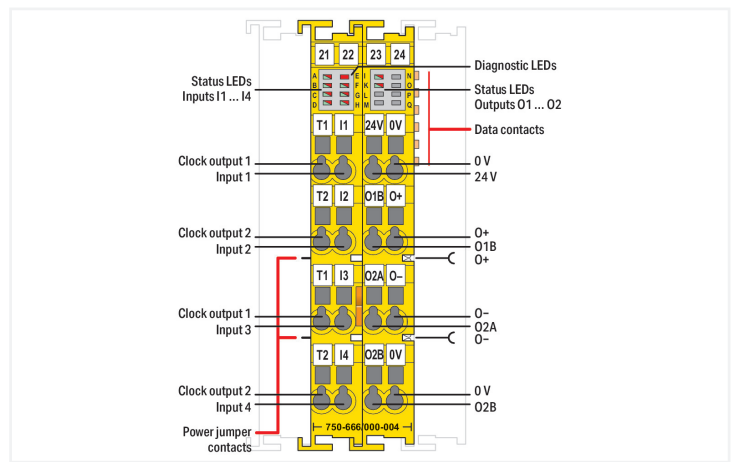 21 22 23 24
Diagnostic LEDs
A E I N
B F K O
C G L P
D H M Q
Status LEDs
Inputs I1 ... I4
Status LEDs
Outputs O1 ... O2
T1 I1 24V 0V
Data contacts
Clock output 1
Input 1
0 V
24 V
T2 I2 O1B O+
Clock output 2
Input 2
O+
O1B
O+
T1 I3 O2A O–
Clock output 1
Input 3
O–
O2A
O–
T2 I4 O2B 0V
Clock output 2
Input 4
0 V
O2B
Power jumper
contacts
750-666/000-004